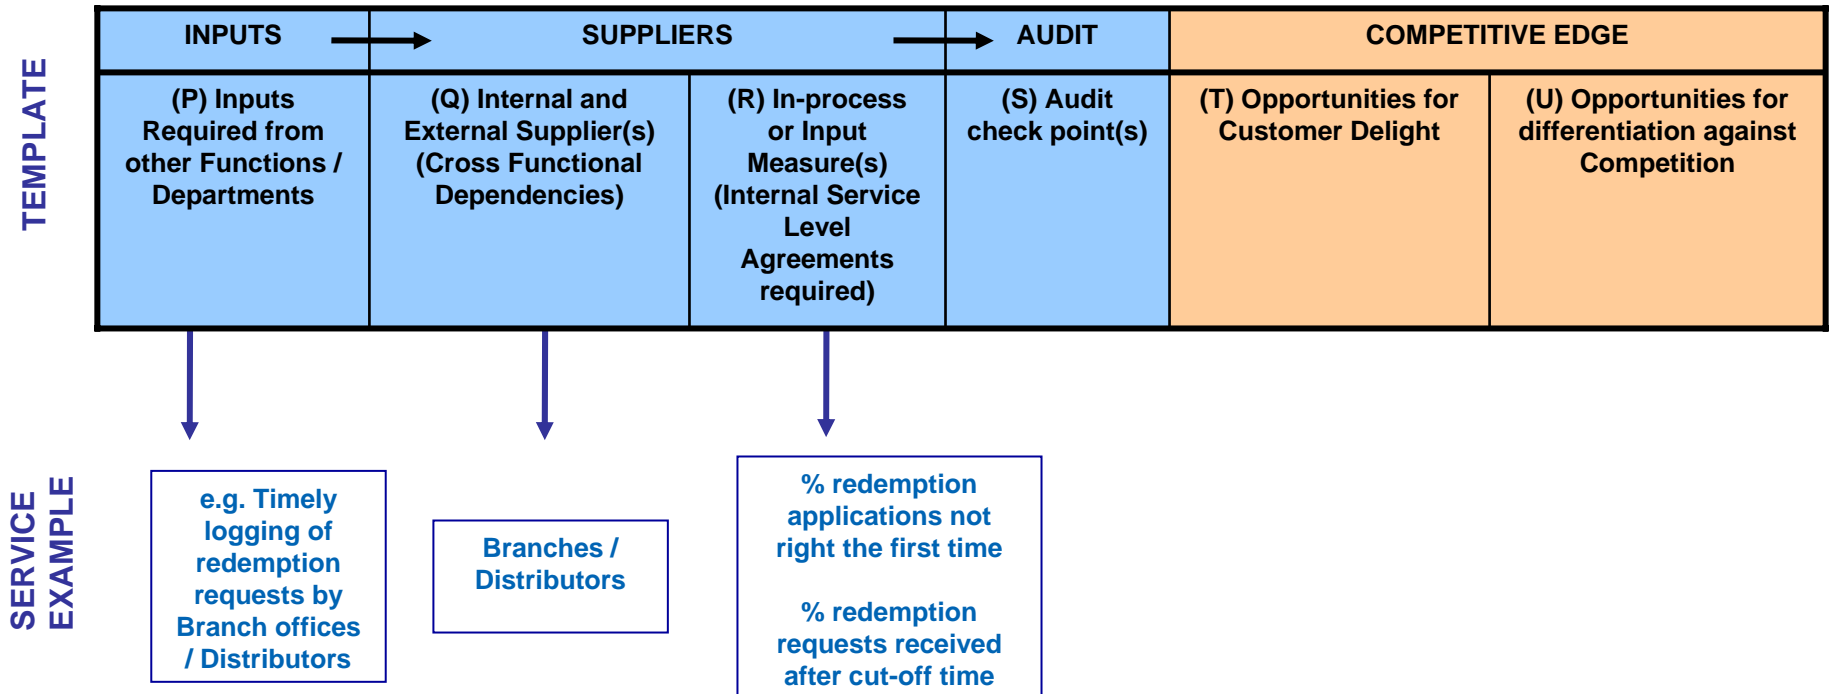 TEMPLATE
INPUTS
SUPPLIERS
AUDIT
COMPETITIVE EDGE
(P) Inputs
Required from
other Functions /
Departments
(Q) Internal and
External Supplier(s)
(Cross Functional
Dependencies)
(R) In-process
or Input
Measure(s)
(Internal Service
Level
Agreements
required)
(S) Audit
check point(s)
(T) Opportunities for
Customer Delight
(U) Opportunities for
differentiation against
Competition
SERVICE
EXAMPLE
e.g. Timely
logging of
redemption
requests by
Branch offices
/ Distributors
Branches /
Distributors
% redemption
applications not
right the first time
% redemption
requests received
after cut-off time